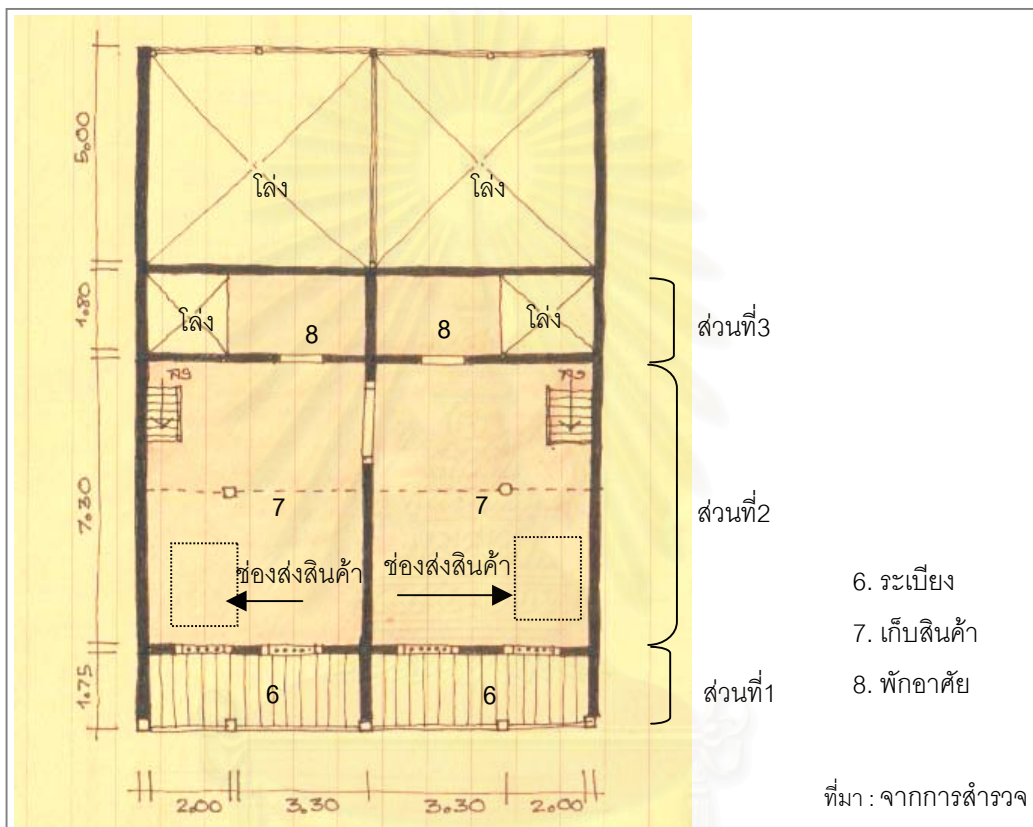 5.00
โล่ง
โล่ง
1.80
โล่ง
8
8
โล่ง
ส่วนที่3
7.30
7
7
ส่วนที่2
ช่องส่งสินค้า
ช่องส่งสินค้า
6. ระเบียง
7. เก็บสินค้า
8. พักอาศัย
1.75
6
6
ส่วนที่1
2.00
3.30
3.30
2.00
ที่มา : จากการสำรวจ